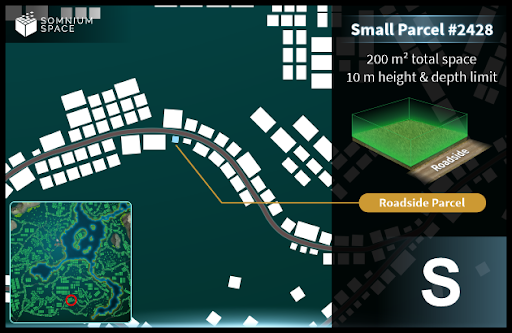 SOMNIUM
SPACE
Small Parcel #2428
200 m² total space
10 m height & depth limit
Roadside
Roadside Parcel
S